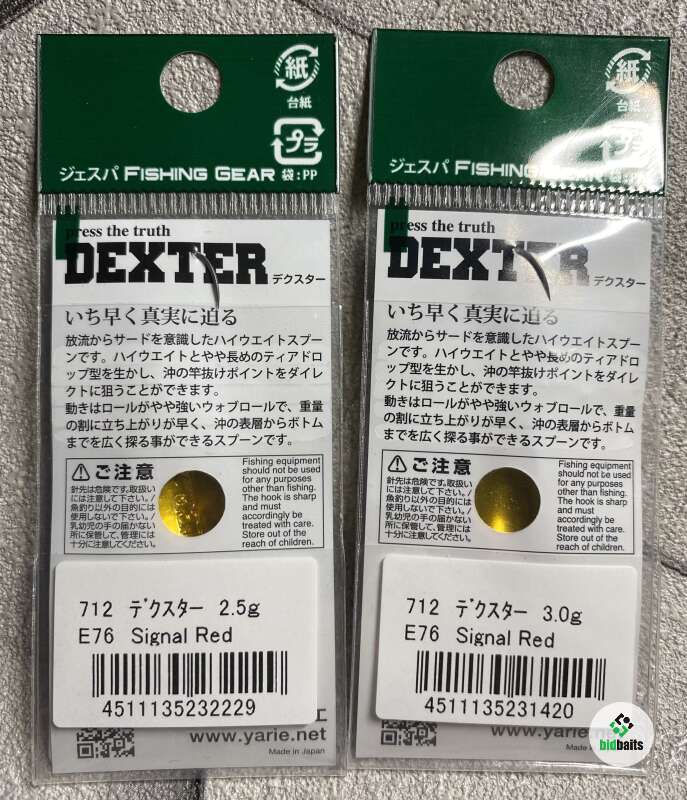 紙
台紙
プラ
ジェスパ FISHING GEAR 袋:PP
press the truth
DEXTER デクスター
いち早く真実に迫る
放流からサードを意識したハイウエイトスプー
ンです。ハイウエイトとやや長めのティアドロ
ップ型を生かし、沖の竿抜けポイントをダイレ
クトに狙うことができます。
動きはロールがやや強いウォブロールで、重量
の割に立ち上がりが早く、沖の表層からボトム
までを広く探る事ができるスプーンです。
ご注意
針先は危険です。取扱い
には注意して下さい。/
魚釣り以外の目的には
使用しないで下さい。/
乳幼児の手の届かない
所に保管して、管理には
十分に注意してください。
Fishing equipment
should not be used
for any purposes
other than fishing.
The hook is sharp
and must
accordingly be
treated with care.
Store out of the
reach of children.
712 デクスター 2.5g
E76 Signal Red
4511135232229
工
www.yarie.net
Made in Japan
紙
台紙
プラ
ジェスパ FISHING GEAR 袋:PP
press the truth
DEXTER デクスター
いち早く真実に迫る
放流からサードを意識したハイウエイトスプー
ンです。ハイウエイトとやや長めのティアドロ
ップ型を生かし、沖の竿抜けポイントをダイレ
クトに狙うことができます。
動きはロールがやや強いウォブロールで、重量
の割に立ち上がりが早く、沖の表層からボトム
までを広く探る事ができるスプーンです。
ご注意
針先は危険です。取扱い
には注意して下さい。/
魚釣り以外の目的には
使用しないで下さい。/
乳幼児の手の届かない
所に保管して、管理には
十分に注意してください。
Fishing equipment
should not be used
for any purposes
other than fishing.
The hook is sharp
and must
accordingly be
treated with care.
Store out of the
reach of children.
712 デクスター 3.0g
E76 Signal Red
4511135231420
www.yarie.net
Made
bidbaits